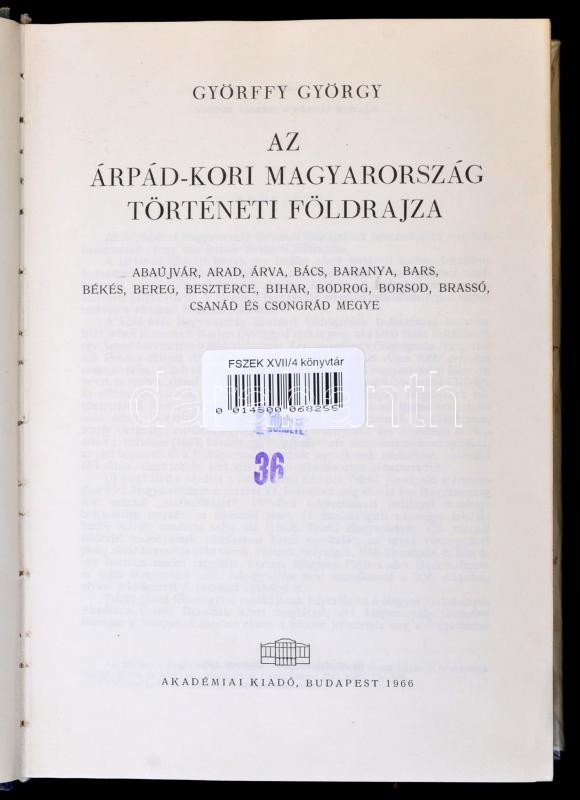 GYÖRFFY GYÖRGY
AZ
ÁRPÁD-KORI MAGYARORSZÁG
TÖRTÉNETI FÖLDRAJZA
ABAÚJVÁR, ARAD, ÁRVA, BÁCS, BARANYA, BARS,
BÉKÉS, BEREG, BESZTERCE, BIHAR, BODROG, BORSOD, BRASSÓ,
CSANÁD ÉS CSONGRÁD MEGYE
FSZEK XVII/4 könyvtár
0 014500 068255
darabanth
36
AKADÉMIAI KIADÓ, BUDAPEST 1966